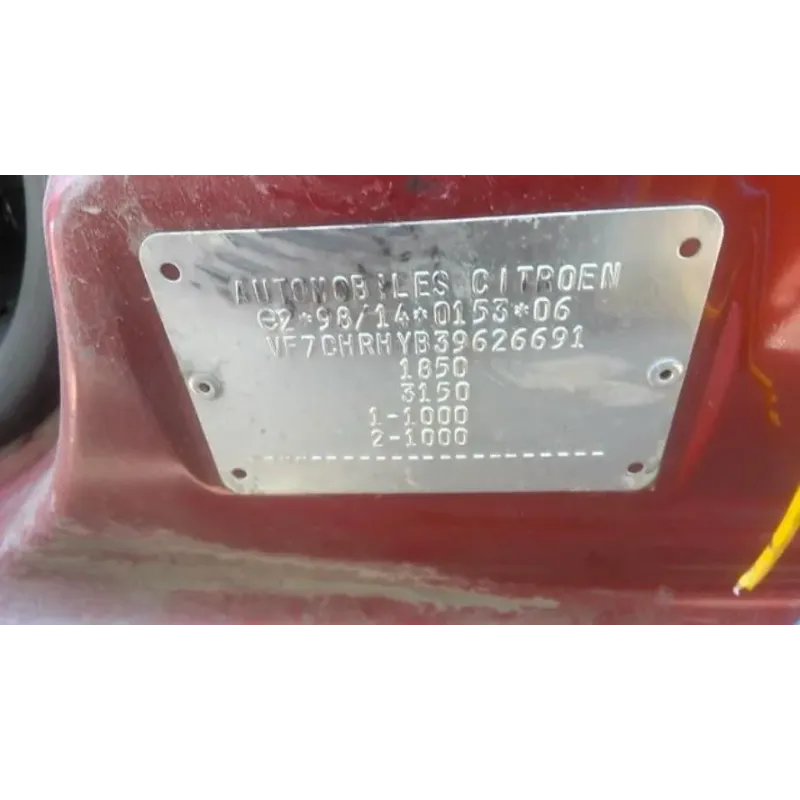 AUTOMOBILES CITROEN
e2*98/14*0153*06
VF7CHRHYB39626691
1850
3150
1-1000
2-1000